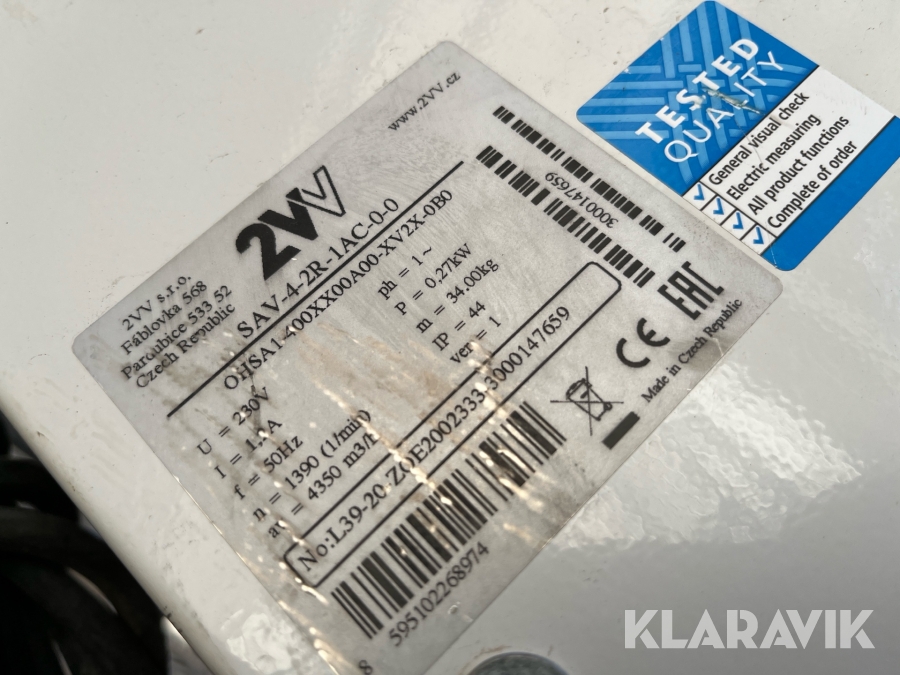 www.2VV.cz
2VV
2VV s.r.o.
Fáblovka 568
Pardubice 533 52
Czech Republic
SAV-4-2R-1AC-0-0
OHSA1-400XX00A00-XV2X-0B0
U = 230V
f = 50Hz
n = 1390 (1/min)
av = 4350 m3/h
ph = 1~
P = 0,27kW
m = 34,00kg
IP = 44
ver = 1
No:L39-20: 3000147659
8 595102268974
3000147659
CE EAC
Made in Czech Republic
TESTED
QUALITY
General visual check
Electric measuring
All product functions
Complete of order
KLARAVIK